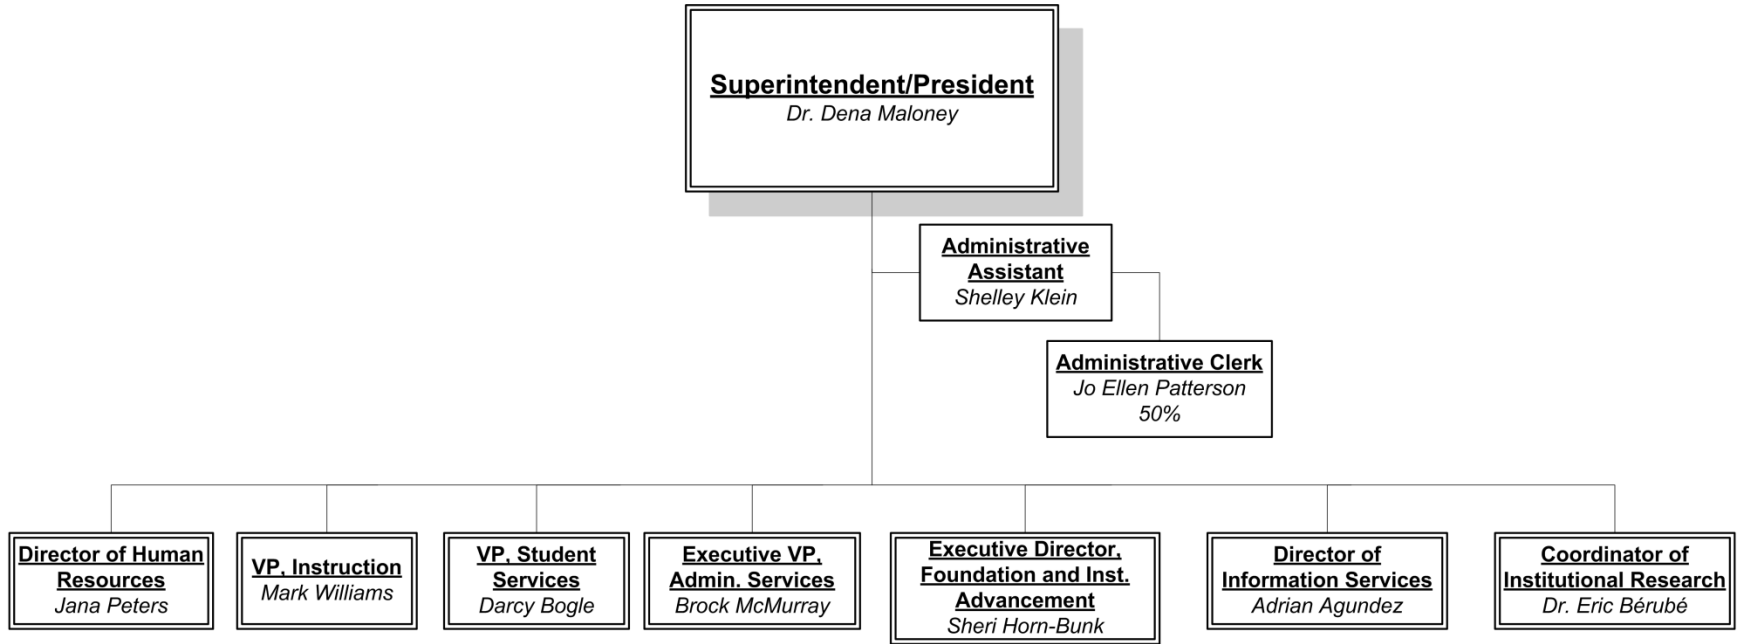 Superintendent/President
Dr. Dena Maloney
Administrative
Assistant
Shelley Klein
Administrative Clerk
Jo Ellen Patterson
50%
Director of Human
Resources
Jana Peters
VP, Instruction
Mark Williams
VP, Student
Services
Darcy Bogle
Executive VP,
Admin. Services
Brock McMurray
Executive Director,
Foundation and Inst.
Advancement
Sheri Horn-Bunk
Director of
Information Services
Adrian Agundez
Coordinator of
Institutional Research
Dr. Eric Bérubé